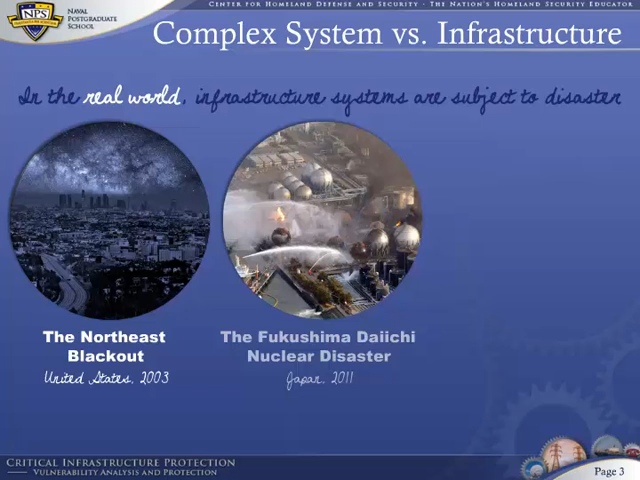 CENTER FOR HOMELAND DEFENSE AND SECURITY · THE NATION'S HOMELAND SECURITY EDUCATOR
NPS
NAVAL
POSTGRADUATE
SCHOOL
Complex System vs. Infrastructure
In the real world, infrastructure systems are subject to disaster
The Northeast
Blackout
United States, 2003
The Fukushima Daiichi
Nuclear Disaster
Japan, 2011
CRITICAL INFRASTRUCTURE PROTECTION
VULNERABILITY ANALYSIS AND PROTECTION
Page 3